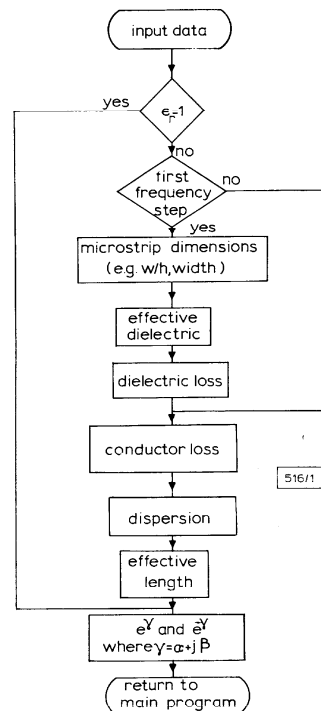 input data
yes
eᵣ=1
no
first
frequency
step
no
yes
microstrip dimensions
(e.g. w/h, width)
effective
dielectric
dielectric loss
conductor loss
516/1
dispersion
effective
length
e^γ and e^-γ
where γ=α+jβ
return to
main program